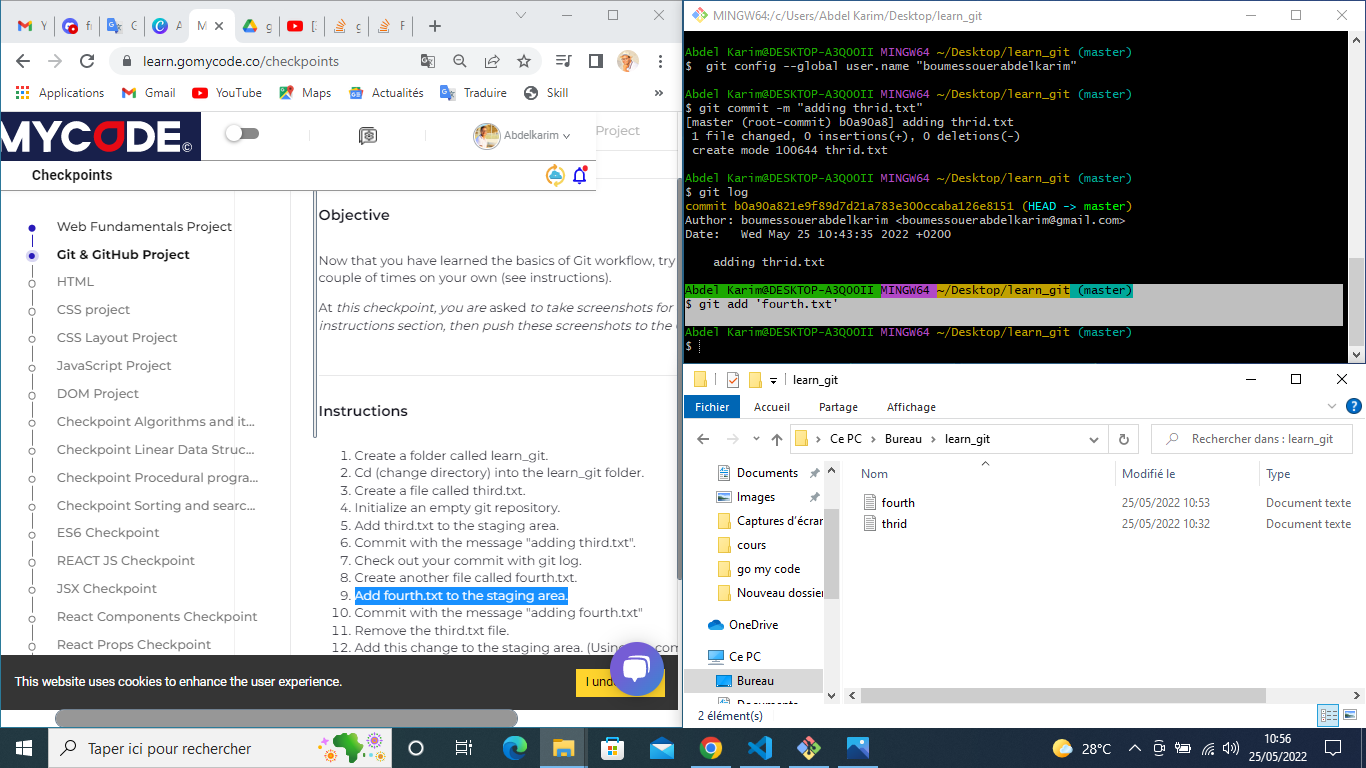 learn.gomycode.co/checkpoints
Applications
Gmail
YouTube
Maps
Actualités
Traduire
Skill
»
MYCODE©
Abdelkarim
Project
Checkpoints
Web Fundamentals Project
Git & GitHub Project
HTML
CSS project
CSS Layout Project
JavaScript Project
DOM Project
Checkpoint Algorithms and it...
Checkpoint Linear Data Struc...
Checkpoint Procedural progra...
Checkpoint Sorting and searc...
ES6 Checkpoint
REACT JS Checkpoint
JSX Checkpoint
React Components Checkpoint
React Props Checkpoint
Objective
Now that you have learned the basics of Git workflow, try
couple of times on your own (see instructions).
At this checkpoint, you are asked to take screenshots for
instructions section, then push these screenshots to the
Instructions
1. Create a folder called learn_git.
2. Cd (change directory) into the learn_git folder.
3. Create a file called third.txt.
4. Initialize an empty git repository.
5. Add third.txt to the staging area.
6. Commit with the message "adding third.txt".
7. Check out your commit with git log.
8. Create another file called fourth.txt.
9. Add fourth.txt to the staging area.
10. Commit with the message "adding fourth.txt"
11. Remove the third.txt file.
12. Add this change to the staging area. (Using
This website uses cookies to enhance the user experience.
I und
MINGW64:/c/Users/Abdel Karim/Desktop/learn_git
Abdel Karim@DESKTOP-A3QO0II MINGW64 ~/Desktop/learn_git (master)
$  git config --global user.name "boumessouerabdelkarim"
Abdel Karim@DESKTOP-A3QO0II MINGW64 ~/Desktop/learn_git (master)
$ git commit -m "adding thrid.txt"
[master (root-commit) b0a90a8] adding thrid.txt
1 file changed, 0 insertions(+), 0 deletions(-)
create mode 100644 thrid.txt
Abdel Karim@DESKTOP-A3QO0II MINGW64 ~/Desktop/learn_git (master)
$ git log
commit b0a90a821e9f89d7d21a783e300ccaba126e8151 (HEAD -> master)
Author: boumessouerabdelkarim <boumessouerabdelkarim@gmail.com>
Date:   Wed May 25 10:43:35 2022 +0200
adding thrid.txt
Abdel Karim@DESKTOP-A3QO0II MINGW64 ~/Desktop/learn_git (master)
$ git add 'fourth.txt'
Abdel Karim@DESKTOP-A3QO0II MINGW64 ~/Desktop/learn_git (master)
$
learn_git
Fichier Accueil Partage Affichage
Ce PC > Bureau > learn_git
Rechercher dans : learn_git
Documents
Images
Captures d'écran
cours
go my code
Nouveau dossier
OneDrive
Ce PC
Bureau
Documents
Nom Modifié le Type
fourth 25/05/2022 10:53 Document texte
thrid 25/05/2022 10:32 Document texte
2 élément(s)
Taper ici pour rechercher
28°C
10:56
25/05/2022